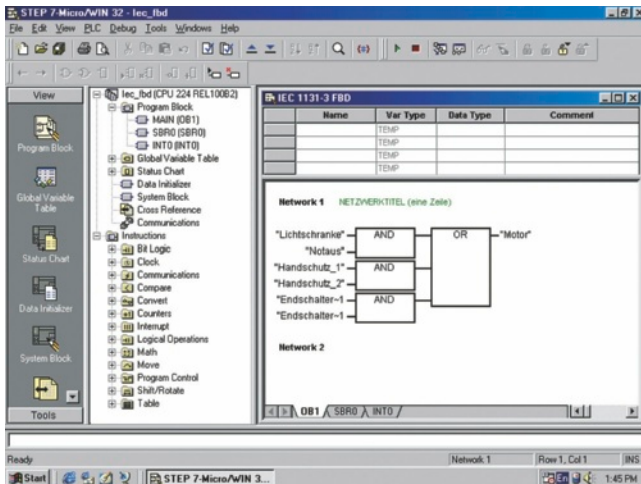 STEP 7-Micro/WIN 32 - Iec_fbd
File Edit View PLC Debug Tools Windows Help
View
Program Block
Global Variable
Table
Status Chart
Data Initializer
System Block
Tools
Iec_fbd (CPU 224 REL100B2)
Program Block
MAIN (OB1)
SBR0 (SBR0)
INT0 (INT0)
Global Variable Table
Status Chart
Data Initializer
System Block
Cross Reference
Communications
Instructions
Bit Logic
Clock
Communications
Compare
Convert
Counters
Interrupt
Logical Operations
Math
Move
Program Control
Shift/Rotate
Table
IEC 1131-3 FBD
Name Var Type Data Type Comment
TEMP
TEMP
TEMP
TEMP
Network 1 NETZWERKTITEL (eine Zeile)
"Lichtschranke" AND OR "Motor"
"Notaus"
"Handschutz_1" AND
"Handschutz_2"
"Endschalter~1 AND
"Endschalter~1
Network 2
OB1 SBR0 INT0
Ready Network 1 Row 1, Col 1 INS
Start STEP 7-Micro/WIN 3... En 1:45 PM